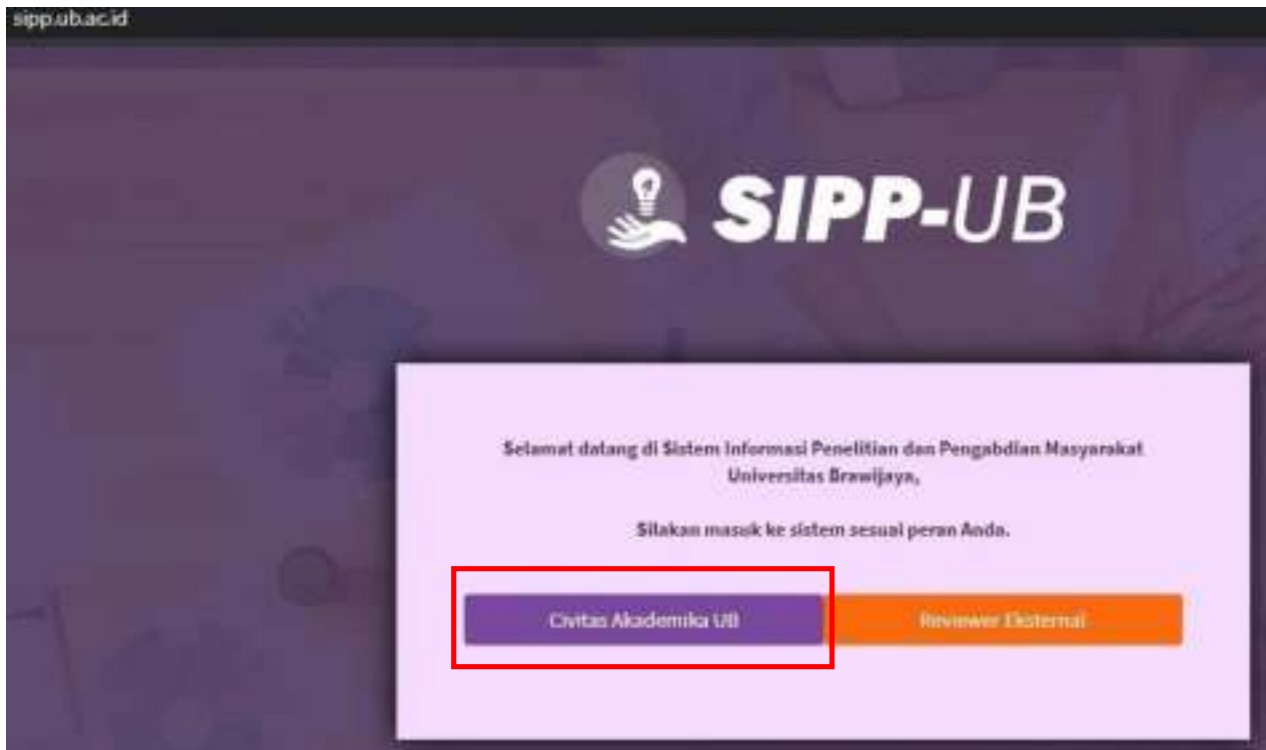 sipp.ub.ac.id
SIPP-UB
Selamat datang di Sistem Informasi Penelitian dan Pengabdian Masyarakat
Universitas Brawijaya,
Silakan masuk ke sistem sesuai peran Anda.
Civitas Akademika UB
Reviewer Eksternal